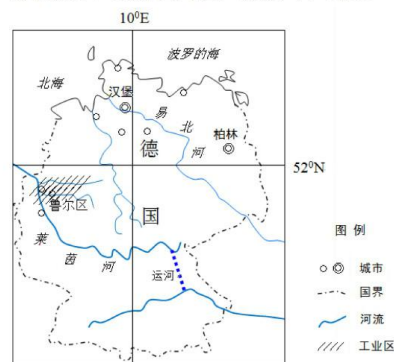 10⁰E
波罗的海
北海
汉堡
易北河
柏林
德国
52⁰N
鲁尔区
莱茵河
运河
图例
城市
国界
河流
工业区